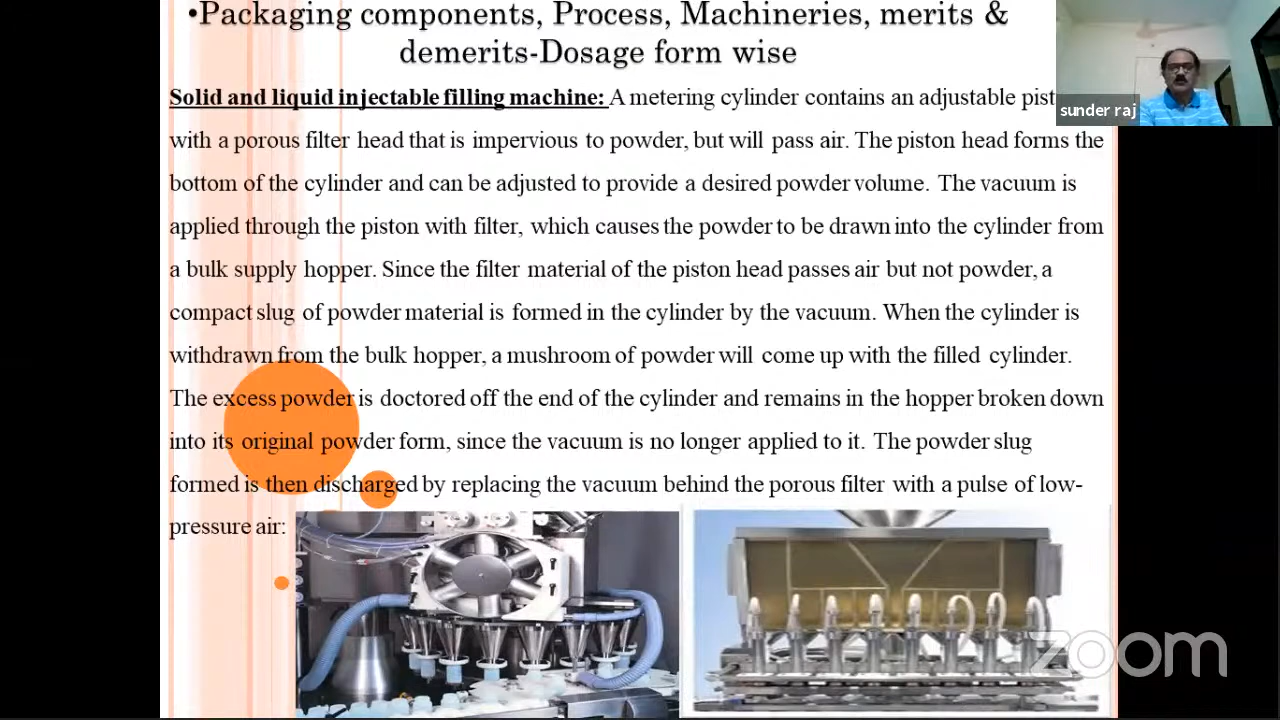 •Packaging components, Process, Machineries, merits &
demerits-Dosage form wise
Solid and liquid injectable filling machine: A metering cylinder contains an adjustable pist
with a porous filter head that is impervious to powder, but will pass air. The piston head forms the
bottom of the cylinder and can be adjusted to provide a desired powder volume. The vacuum is
applied through the piston with filter, which causes the powder to be drawn into the cylinder from
a bulk supply hopper. Since the filter material of the piston head passes air but not powder, a
compact slug of powder material is formed in the cylinder by the vacuum. When the cylinder is
withdrawn from the bulk hopper, a mushroom of powder will come up with the filled cylinder.
The excess powder is doctored off the end of the cylinder and remains in the hopper broken down
into its original powder form, since the vacuum is no longer applied to it. The powder slug
formed is then discharged by replacing the vacuum behind the porous filter with a pulse of low-
pressure air:
sunder raj
zoom